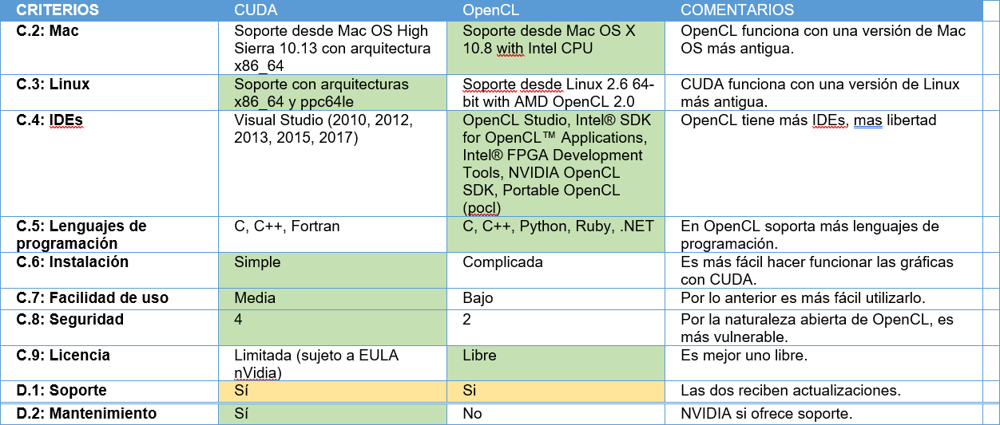 CRITERIOS CUDA OpenCL COMENTARIOS
C.2: Mac Soporte desde Mac OS High Soporte desde Mac OS X OpenCL funciona con una versión de Mac
Sierra 10.13 con arquitectura 10.8 with Intel CPU OS más antigua.
x86_64
C.3: Linux Soporte con arquitecturas Soporte desde Linux 2.6 64- CUDA funciona con una versión de Linux
x86_64 y ppc64le bit with AMD OpenCL 2.0 más antigua.
C.4: IDEs Visual Studio (2010, 2012, OpenCL Studio, Intel® SDK OpenCL tiene más IDEs, mas libertad
2013, 2015, 2017) for OpenCL™ Applications,
Intel® FPGA Development
Tools, NVIDIA OpenCL
SDK, Portable OpenCL
(pocl)
C.5: Lenguajes de C, C++, Fortran C, C++, Python, Ruby, .NET En OpenCL soporta más lenguajes de
programación programación.
C.6: Instalación Simple Complicada Es más fácil hacer funcionar las gráficas
con CUDA.
C.7: Facilidad de uso Media Bajo Por lo anterior es más fácil utilizarlo.
C.8: Seguridad 4 2 Por la naturaleza abierta de OpenCL, es
más vulnerable.
C.9: Licencia Limitada (sujeto a EULA Libre Es mejor uno libre.
nVidia)
D.1: Soporte Sí Si Las dos reciben actualizaciones.
D.2: Mantenimiento Sí No NVIDIA si ofrece soporte.